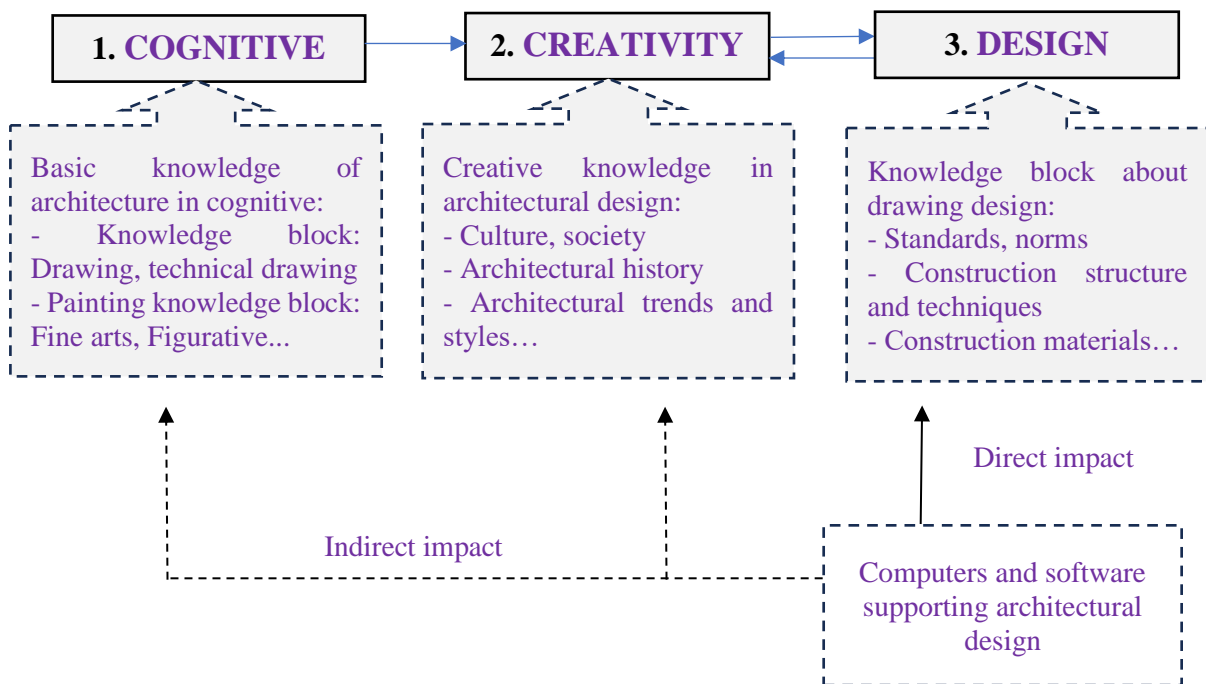 1. COGNITIVE
2. CREATIVITY
3. DESIGN
Basic knowledge of
architecture in cognitive:
- Knowledge block:
Drawing, technical drawing
- Painting knowledge block:
Fine arts, Figurative...
Creative knowledge in
architectural design:
- Culture, society
- Architectural history
- Architectural trends and
styles…
Knowledge block about
drawing design:
- Standards, norms
- Construction structure
and techniques
- Construction materials…
Direct impact
Indirect impact
Computers and software
supporting architectural
design